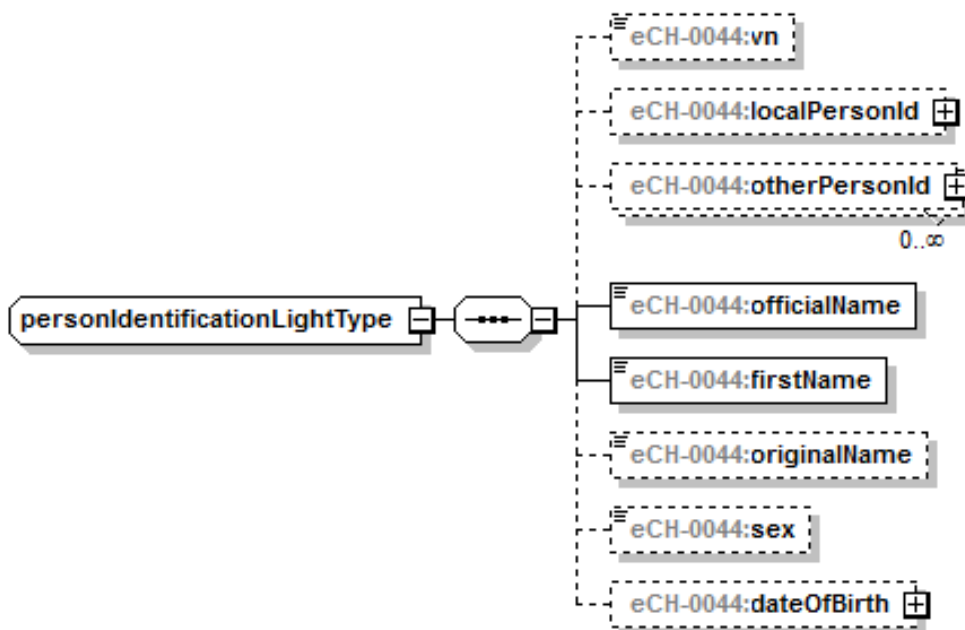 eCH-0044:vn
eCH-0044:localPersonId
eCH-0044:otherPersonId
0..∞
personIdentificationLightType
eCH-0044:officialName
eCH-0044:firstName
eCH-0044:originalName
eCH-0044:sex
eCH-0044:dateOfBirth